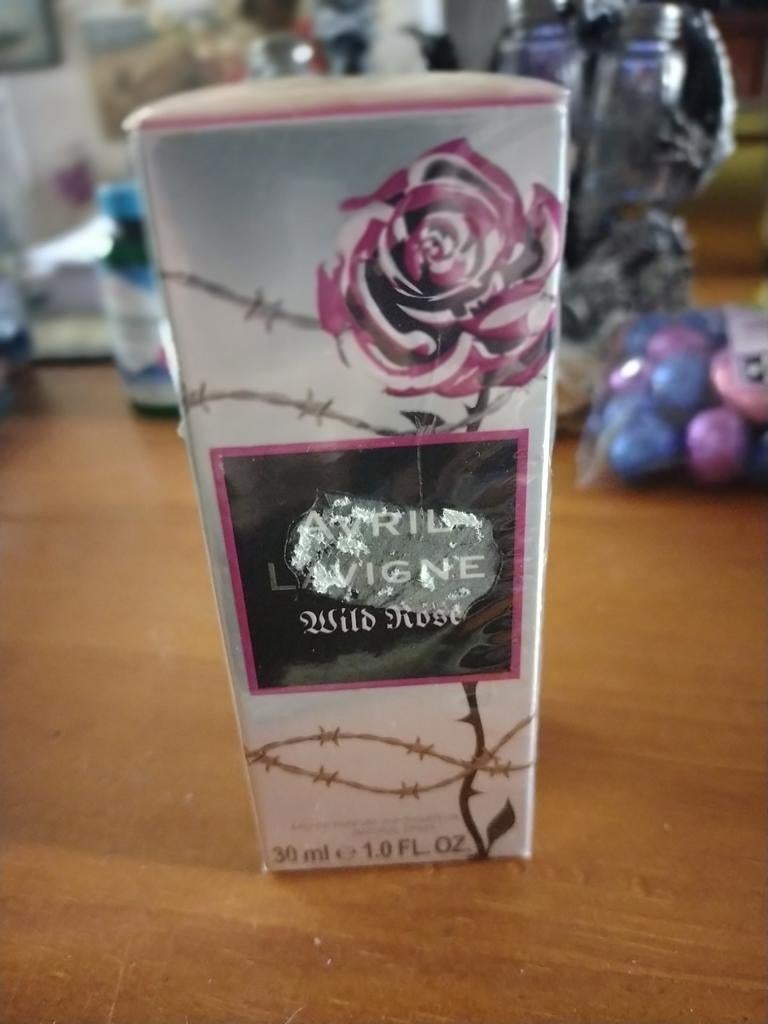 AVRIL
LAVIGNE
Wild Rose
30 ml e 1.0 FL. OZ.